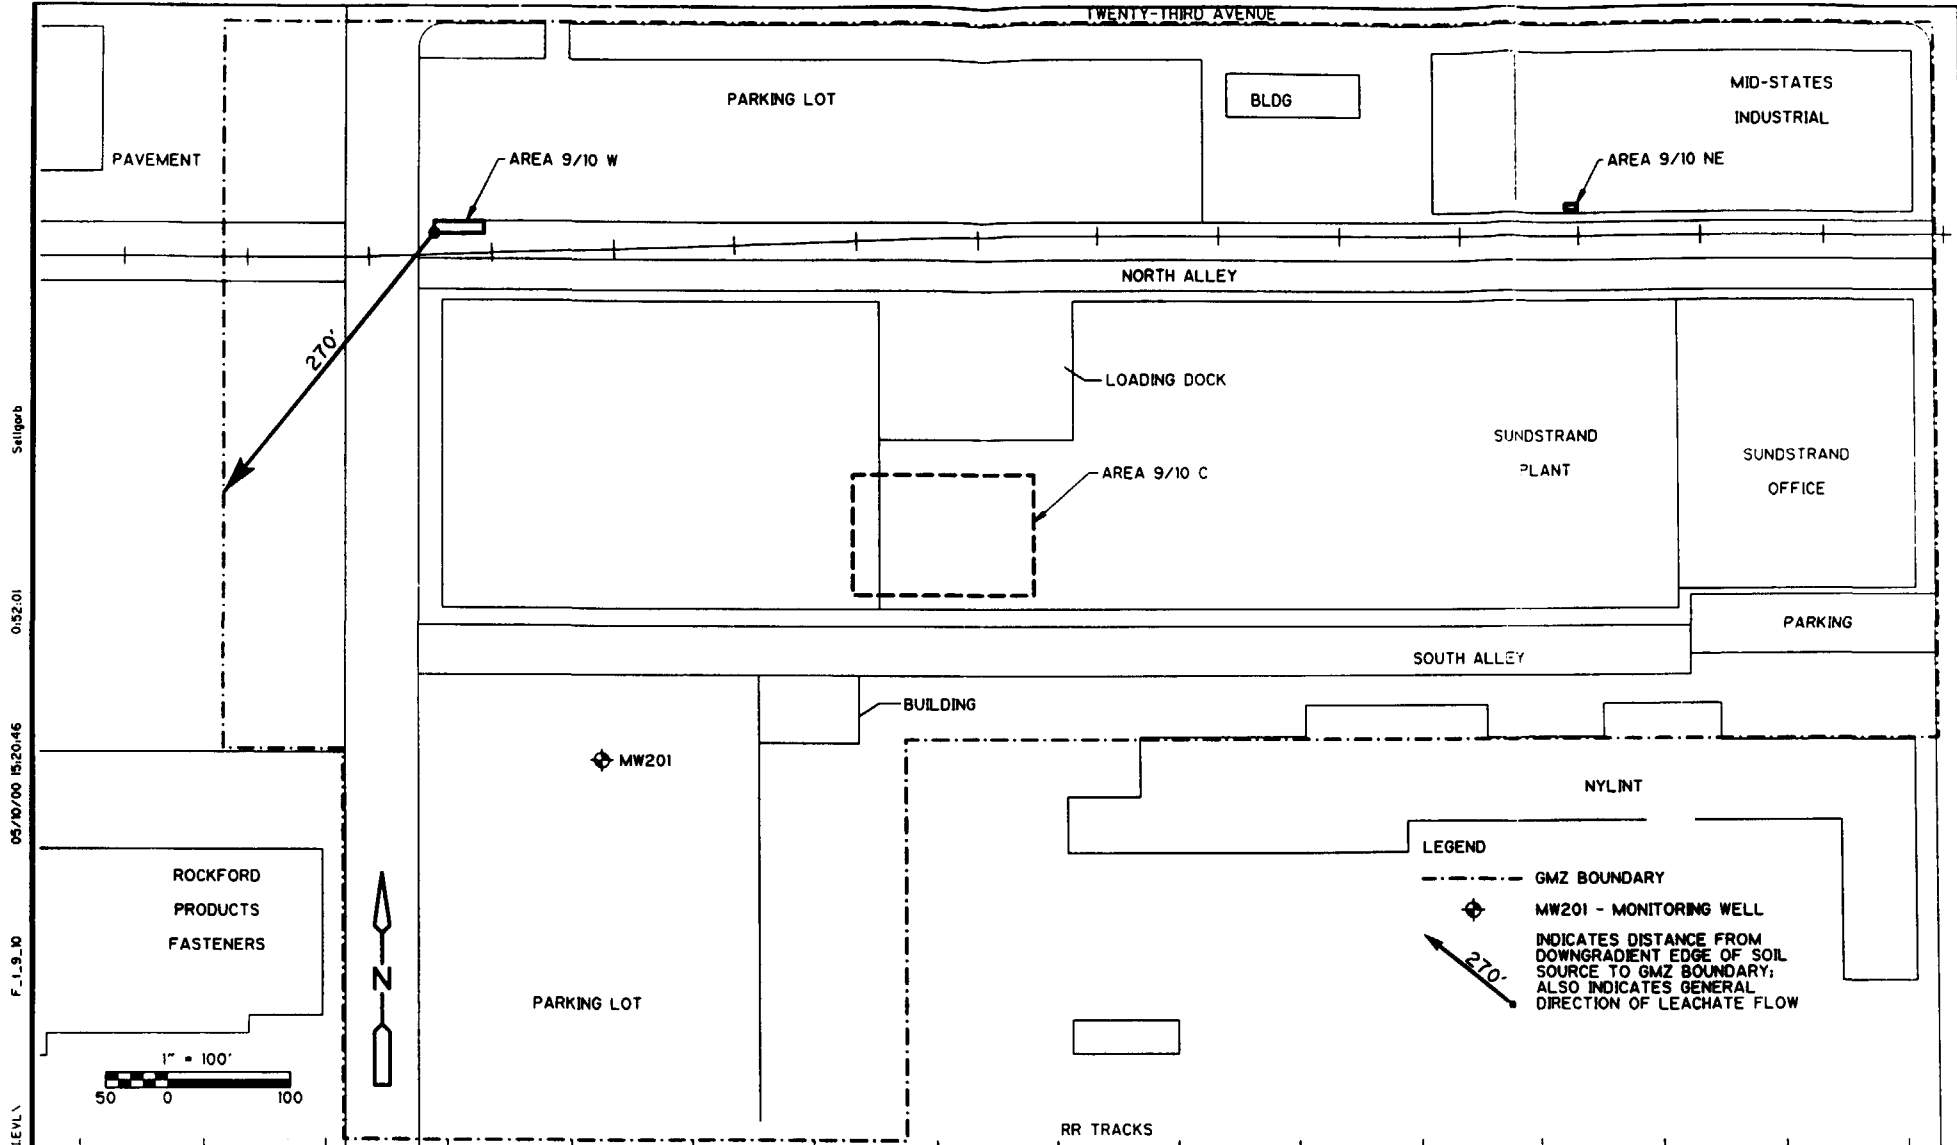 TWENTY-THIRD AVENUE
PARKING LOT
BLDG
MID-STATES
INDUSTRIAL
PAVEMENT
AREA 9/10 W
AREA 9/10 NE
NORTH ALLEY
270'
LOADING DOCK
SUNDSTRAND
PLANT
SUNDSTRAND
OFFICE
AREA 9/10 C
PARKING
SOUTH ALLEY
BUILDING
MW201
NYLINT
ROCKFORD
PRODUCTS
FASTENERS
N
PARKING LOT
LEGEND
GMZ BOUNDARY
MW201 - MONITORING WELL
270'
INDICATES DISTANCE FROM
DOWNGRADIENT EDGE OF SOIL
SOURCE TO GMZ BOUNDARY;
ALSO INDICATES GENERAL
DIRECTION OF LEACHATE FLOW
1" = 100'
50 0 100
RR TRACKS
05/10/00 15:20:46
0:52:01
F_1_9_10